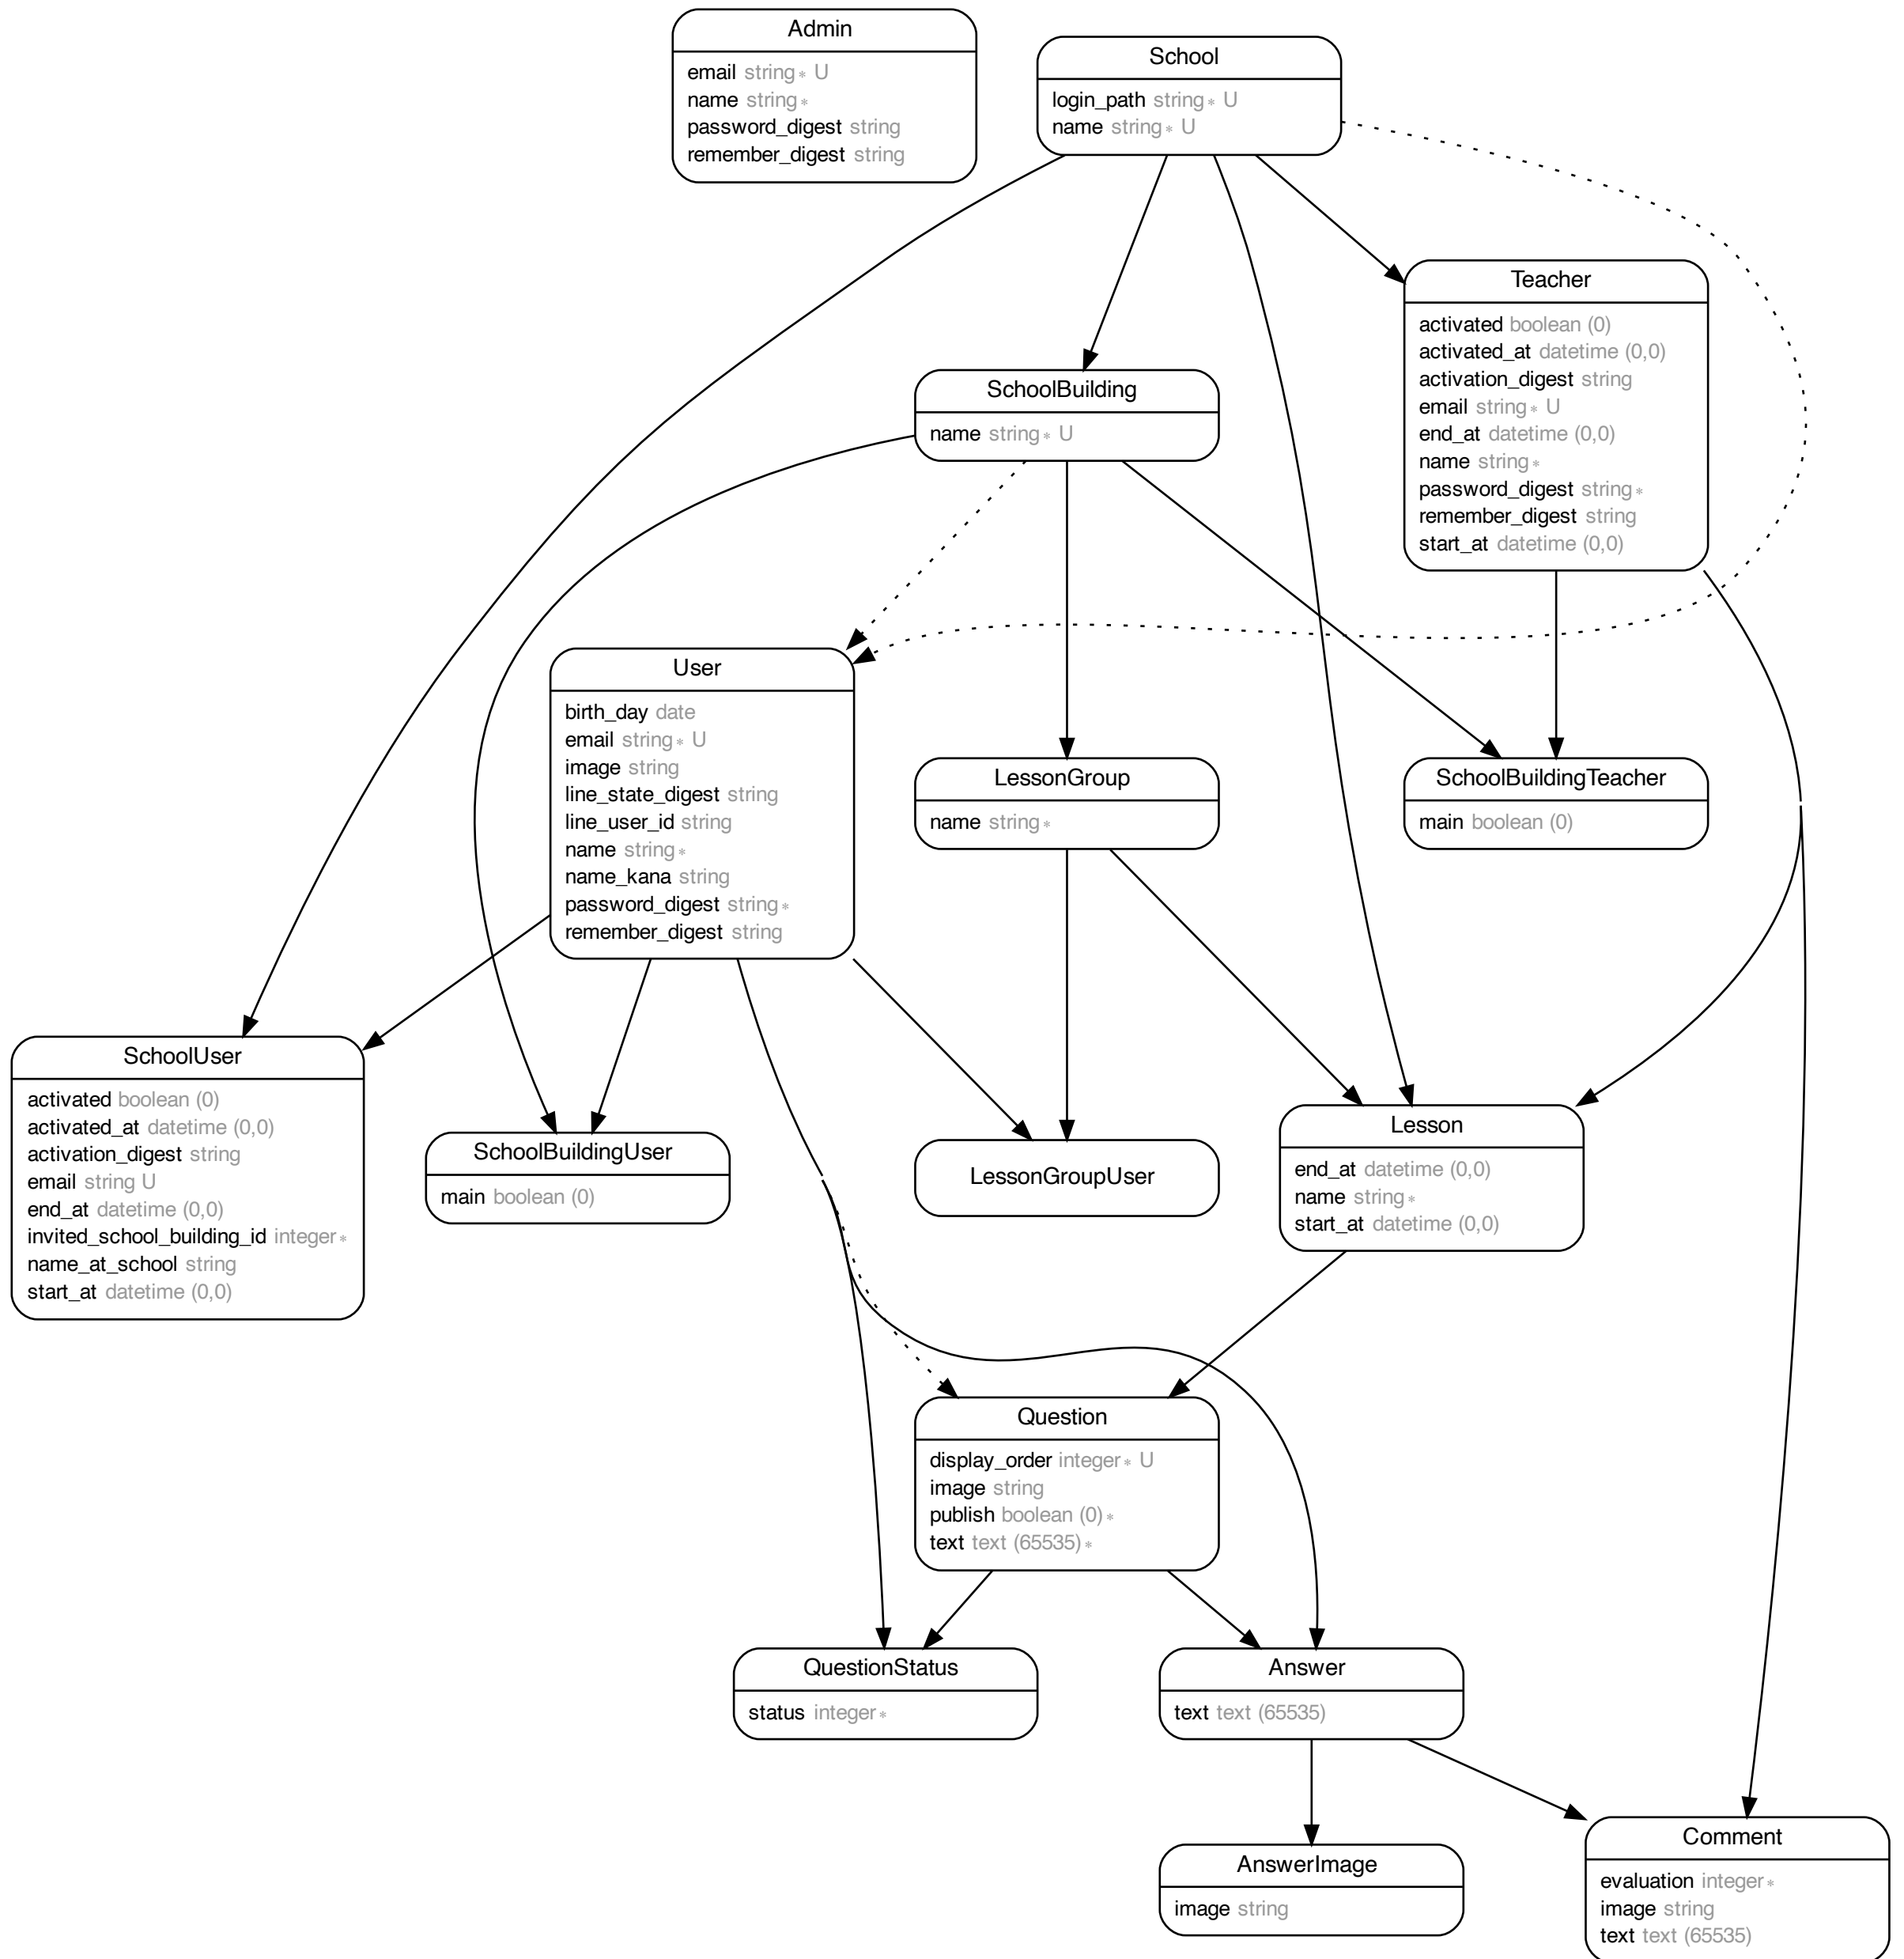 Admin
email string* U
name string*
password_digest string
remember_digest string
School
login_path string* U
name string* U
Teacher
activated boolean (0)
activated_at datetime (0,0)
activation_digest string
email string* U
end_at datetime (0,0)
name string*
password_digest string*
remember_digest string
start_at datetime (0,0)
SchoolBuilding
name string* U
User
birth_day date
email string* U
image string
line_state_digest string
line_user_id string
name string*
name_kana string
password_digest string*
remember_digest string
LessonGroup
name string*
SchoolBuildingTeacher
main boolean (0)
SchoolUser
activated boolean (0)
activated_at datetime (0,0)
activation_digest string
email string U
end_at datetime (0,0)
invited_school_building_id integer*
name_at_school string
start_at datetime (0,0)
SchoolBuildingUser
main boolean (0)
LessonGroupUser
Lesson
end_at datetime (0,0)
name string*
start_at datetime (0,0)
Question
display_order integer* U
image string
publish boolean (0)*
text text (65535)*
QuestionStatus
status integer*
Answer
text text (65535)
AnswerImage
image string
Comment
evaluation integer*
image string
text text (65535)